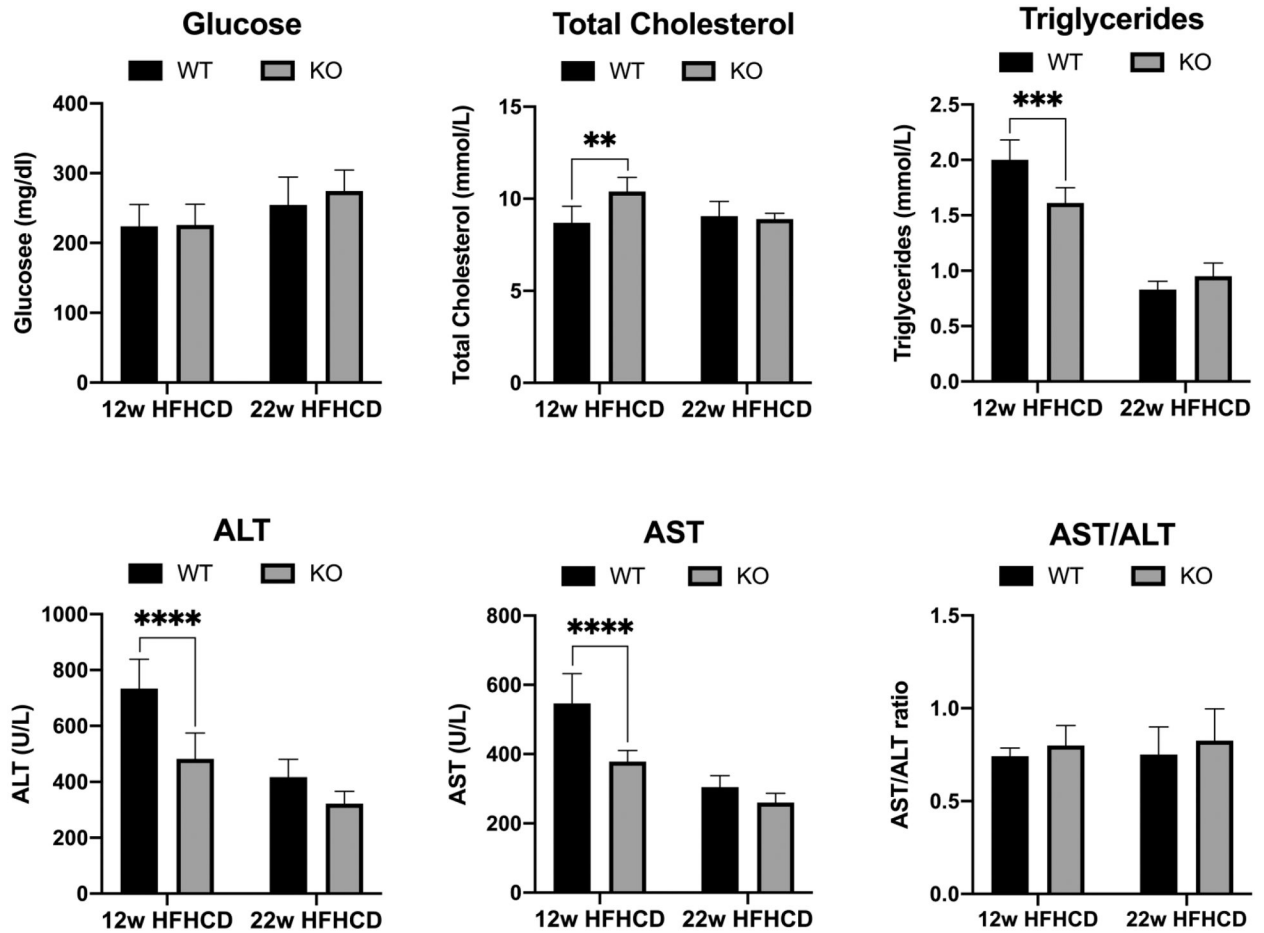 Glucose
WT KO
Glucosee (mg/dl)
400
300
200
100
0
12w HFHCD 22w HFHCD
Total Cholesterol
WT KO
Total Cholesterol (mmol/L)
15
10
5
0
**
12w HFHCD 22w HFHCD
Triglycerides
WT KO
Triglycerides (mmol/L)
2.5
2.0
1.5
1.0
0.5
0.0
***
12w HFHCD 22w HFHCD
ALT
WT KO
ALT (U/L)
1000
800
600
400
200
0
****
12w HFHCD 22w HFHCD
AST
WT KO
AST (U/L)
800
600
400
200
0
****
12w HFHCD 22w HFHCD
AST/ALT
WT KO
AST/ALT ratio
1.5
1.0
0.5
0.0
12w HFHCD 22w HFHCD